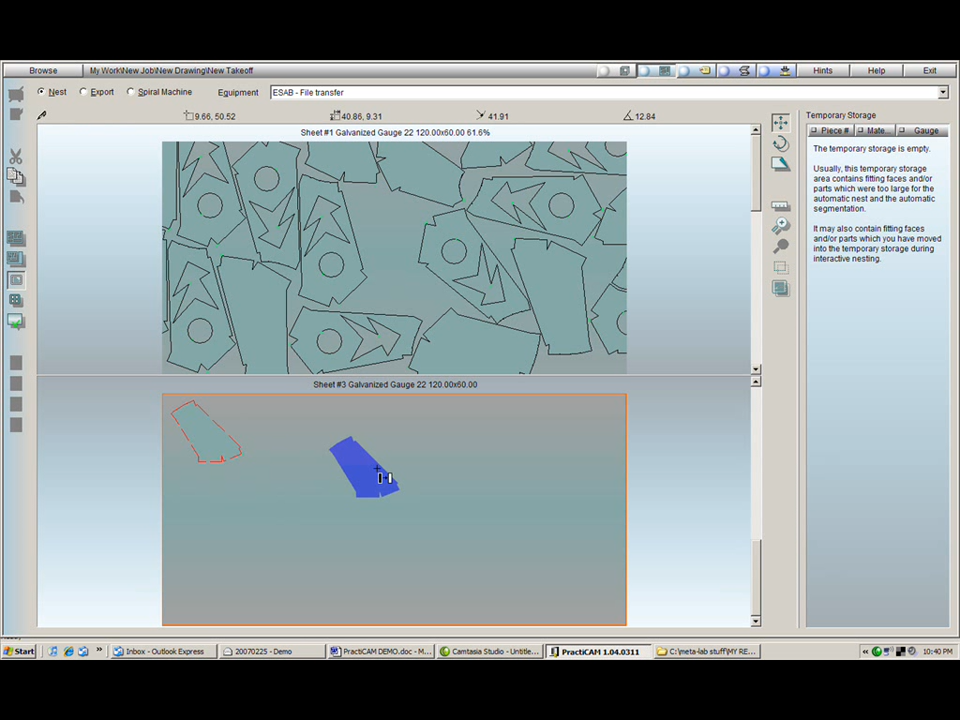 Browse My Work\New Job\New Drawing\New Takeoff Hints Help Exit
Nest Export Spiral Machine Equipment ESAB - File transfer
9.66, 50.52 40.86, 9.31 41.91 12.84
Temporary Storage
Piece # Mate... Gauge
Sheet #1 Galvanized Gauge 22 120.00x60.00 61.6%
The temporary storage is empty.
Usually, this temporary storage
area contains fitting faces and/or
parts which were too large for the
automatic nest and the automatic
segmentation.
It may also contain fitting faces
and/or parts which you have moved
into the temporary storage during
interactive nesting.
Sheet #3 Galvanized Gauge 22 120.00x60.00
Start » Inbox - Outlook Express 20070225 - Demo PractiCAM DEMO.doc - M... Camtasia Studio - Untitle... PractiCAM 1.04.0311 C:\meta-lab stuff\MY RE... « 10:40 PM